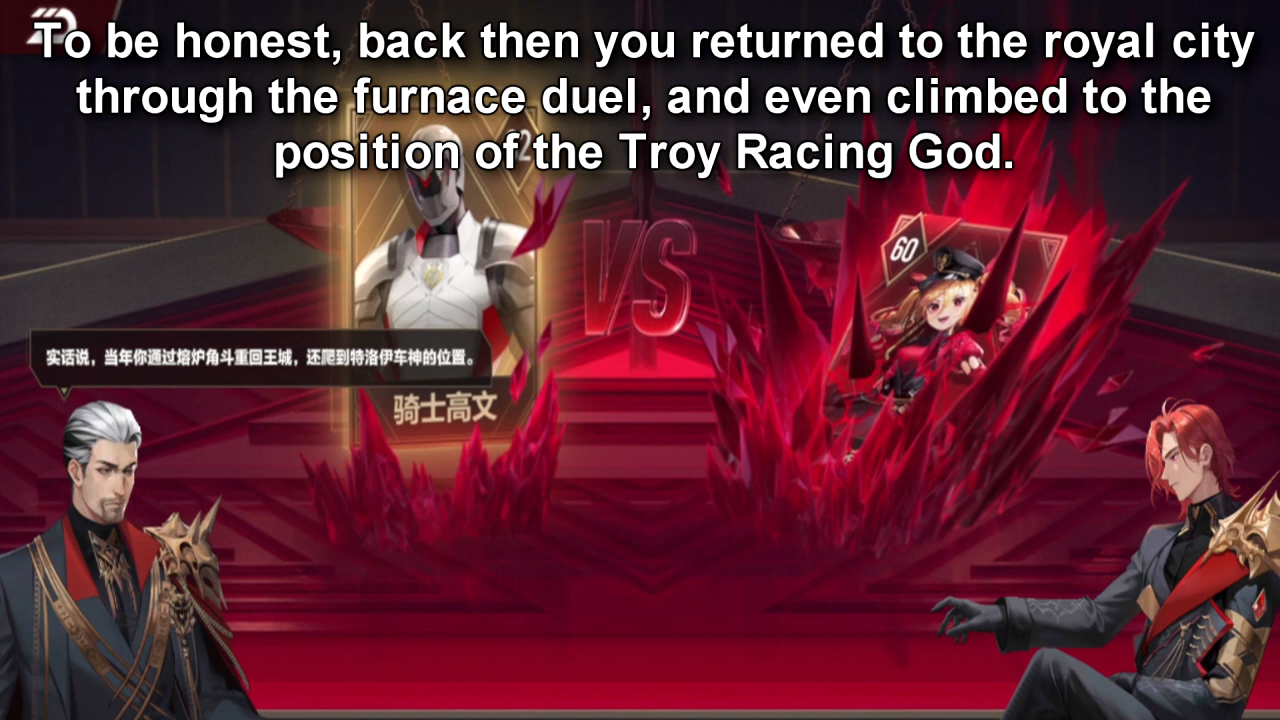 To be honest, back then you returned to the royal city
through the furnace duel, and even climbed to the
position of the Troy Racing God.
2
VS
60
实话说，当年你通过熔炉角斗重回王城，还爬到特洛伊车神的位置。
骑士高文